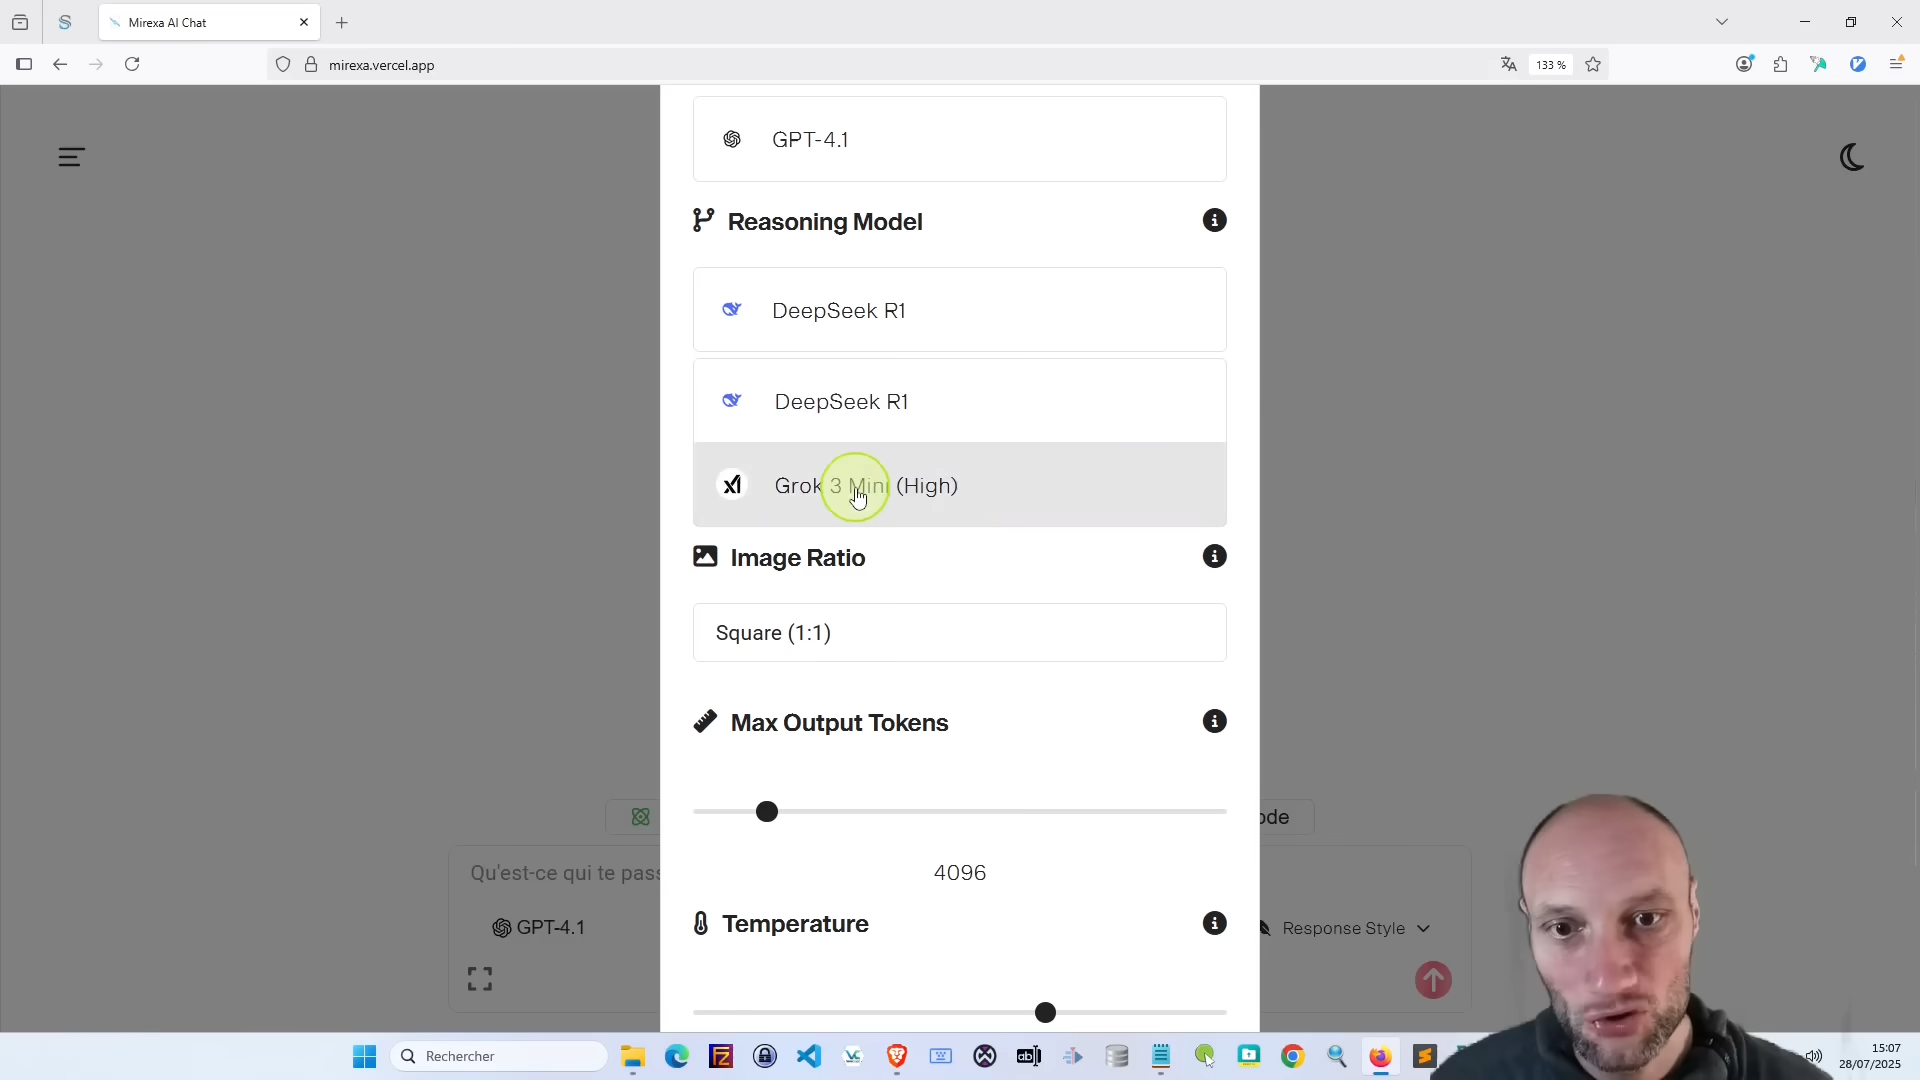 Mirexa AI Chat
mirexa.vercel.app
133 %
GPT-4.1
Reasoning Model
DeepSeek R1
DeepSeek R1
Grok 3 Mini (High)
Image Ratio
Square (1:1)
Max Output Tokens
4096
Qu'est-ce qui te pass
GPT-4.1
Response Style
Temperature
Rechercher
15:07
28/07/2025